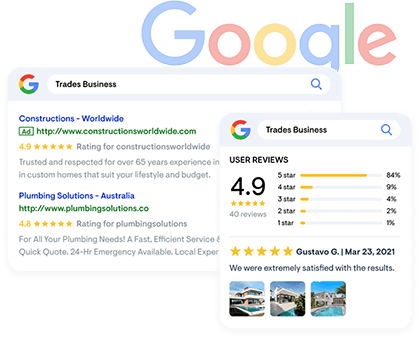 Google
Trades Business
Constructions - Worldwide
Ad http://www.constructionsworldwide.com
4.9 Rating for constructionswordwide
Trusted and respected for over 65 years experience in
in custom homes that suit your lifestyle and budget.
Plumbing Solutions - Australia
http://www.plumbingsolutions.co
4.8 Rating for plumbingsolutions
For All Your Plumbing Needs! A Fast, Efficient Service &
Quick Quote. 24-Hr Emergency Available. Local Exper
G Trades Business
USER REVIEWS
4.9
40 reviews
5 star 84%
4 star 9%
3 star 4%
2 star 2%
1 star 1%
Gustavo G. | Mar 23, 2021
We were extremely satisfied with the results.